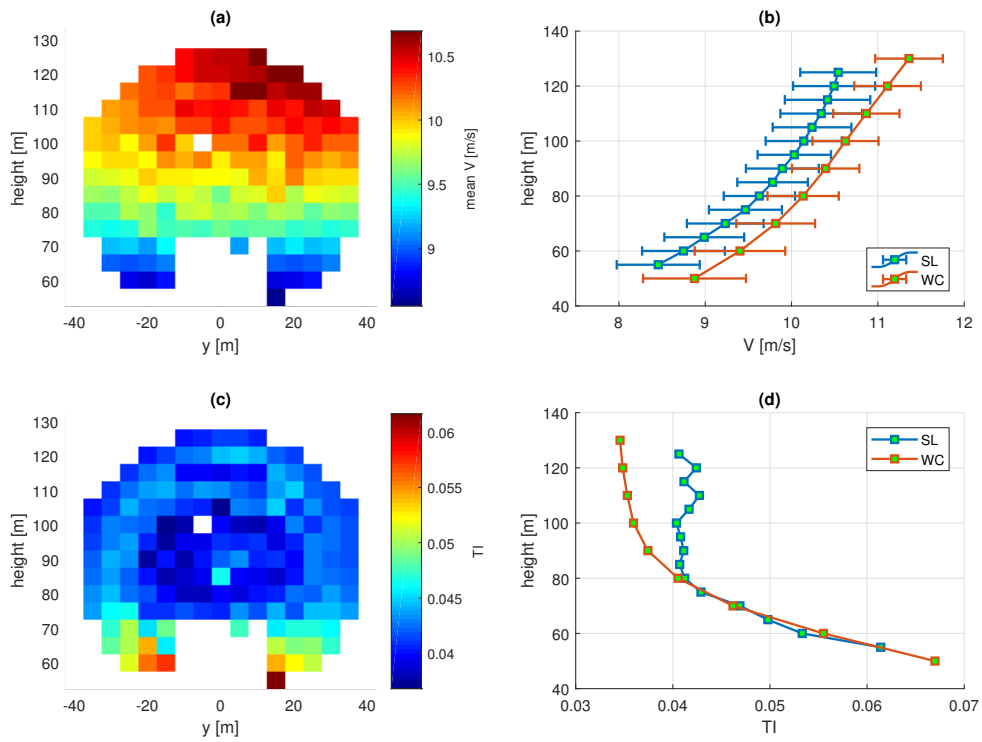 (a)
130
120
110
100
90
80
70
60
height [m]
-40 -20 0 20 40
y [m]
10.5
10
9.5
9
mean V [m/s]
(b)
140
120
100
80
60
40
height [m]
8 9 10 11 12
V [m/s]
SL
WC
(c)
130
120
110
100
90
80
70
60
height [m]
-40 -20 0 20 40
y [m]
0.06
0.055
0.05
0.045
0.04
TI
(d)
140
120
100
80
60
40
height [m]
0.03 0.04 0.05 0.06 0.07
TI
SL
WC